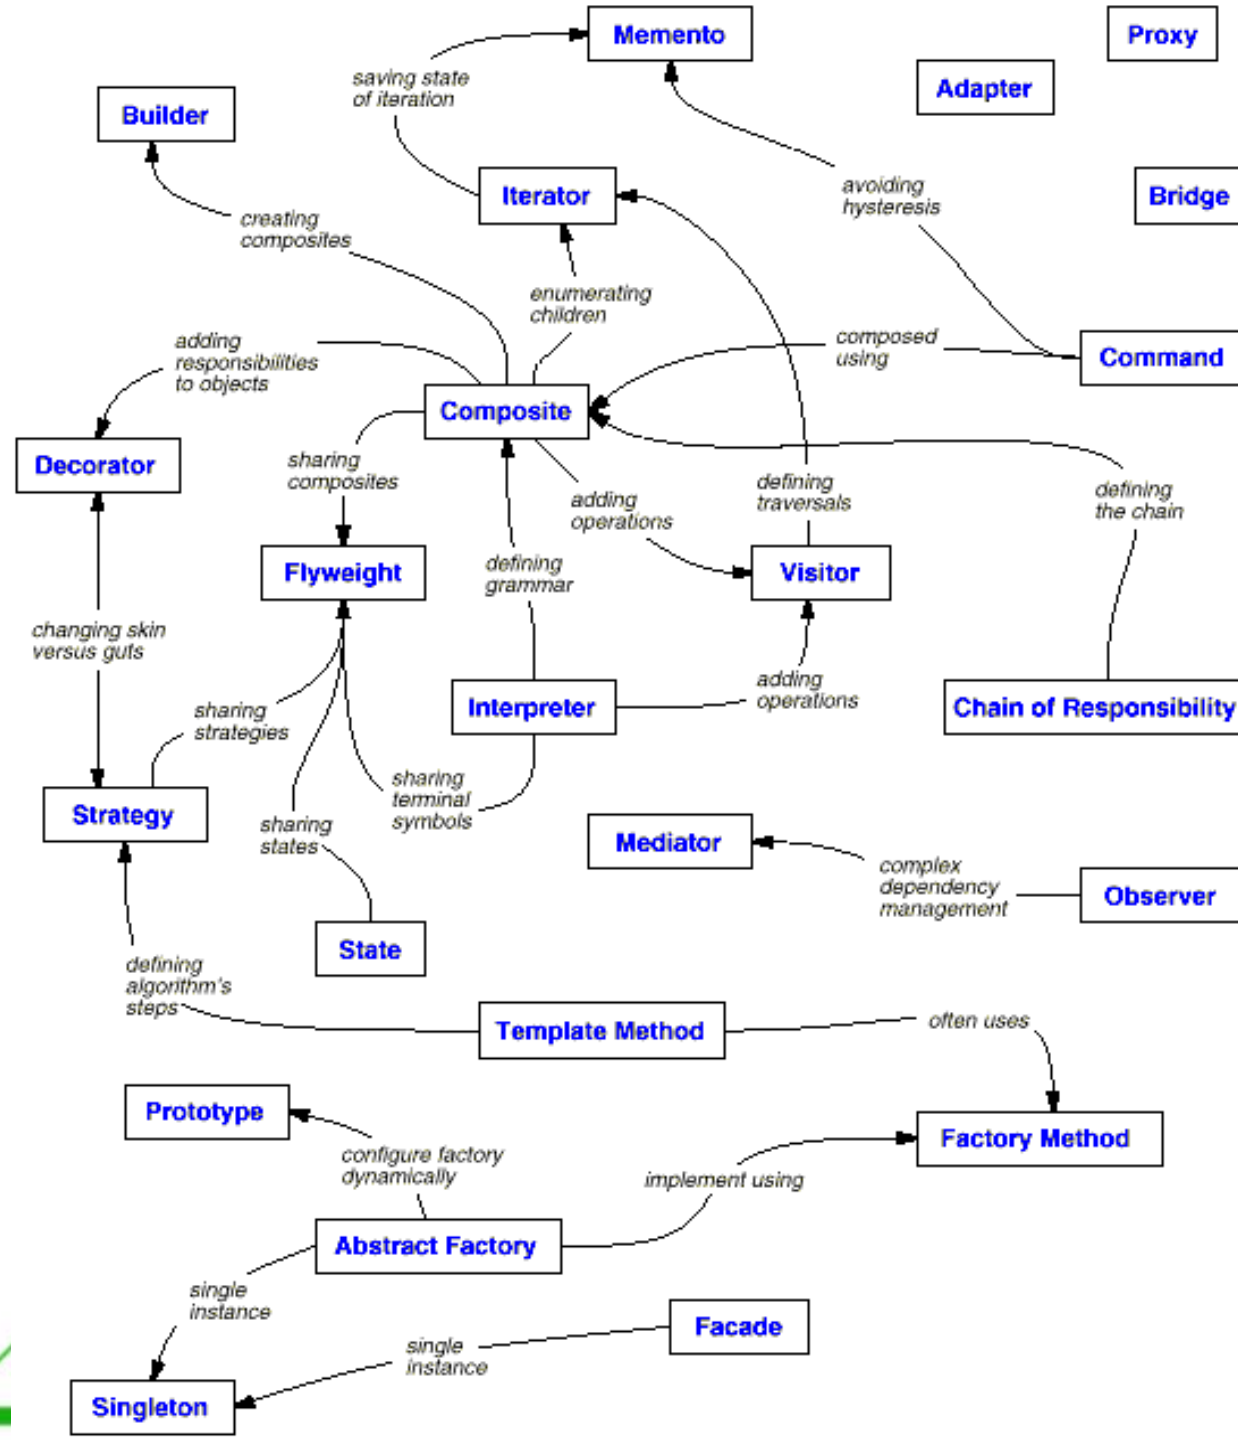 Memento
Proxy
saving state
of iteration
Adapter
Builder
Iterator
avoiding
hysteresis
Bridge
creating
composites
enumerating
children
adding
responsibilities
to objects
composed
using
Command
Composite
Decorator
sharing
composites
adding
operations
defining
traversals
defining
the chain
Flyweight
defining
grammar
Visitor
changing skin
versus guts
sharing
strategies
Interpreter
adding
operations
Chain of Responsibility
Strategy
sharing
states
sharing
terminal
symbols
Mediator
complex
dependency
management
Observer
State
defining
algorithm's
steps
Template Method
often uses
Prototype
configure factory
dynamically
implement using
Factory Method
Abstract Factory
single
instance
Facade
single
instance
Singleton